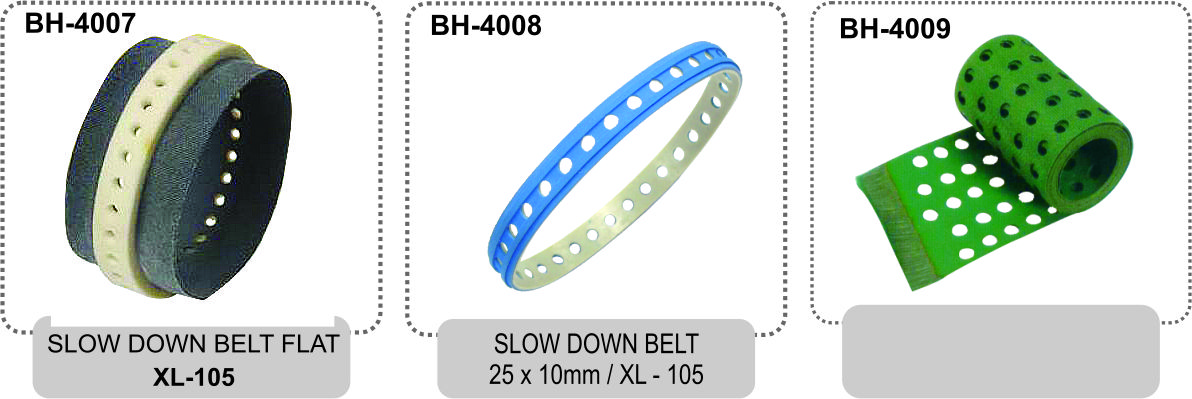 BH-4007
SLOW DOWN BELT FLAT
XL-105
BH-4008
SLOW DOWN BELT
25 x 10mm / XL - 105
BH-4009